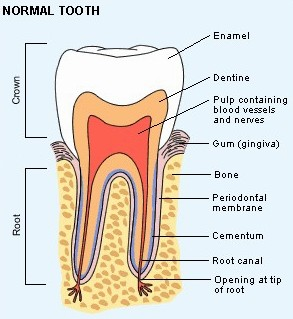 NORMAL TOOTH
Enamel
Dentine
Pulp containing
blood vessels
and nerves
Gum (gingiva)
Bone
Periodontal
membrane
Cementum
Root canal
Opening at tip
of root
Crown
Root